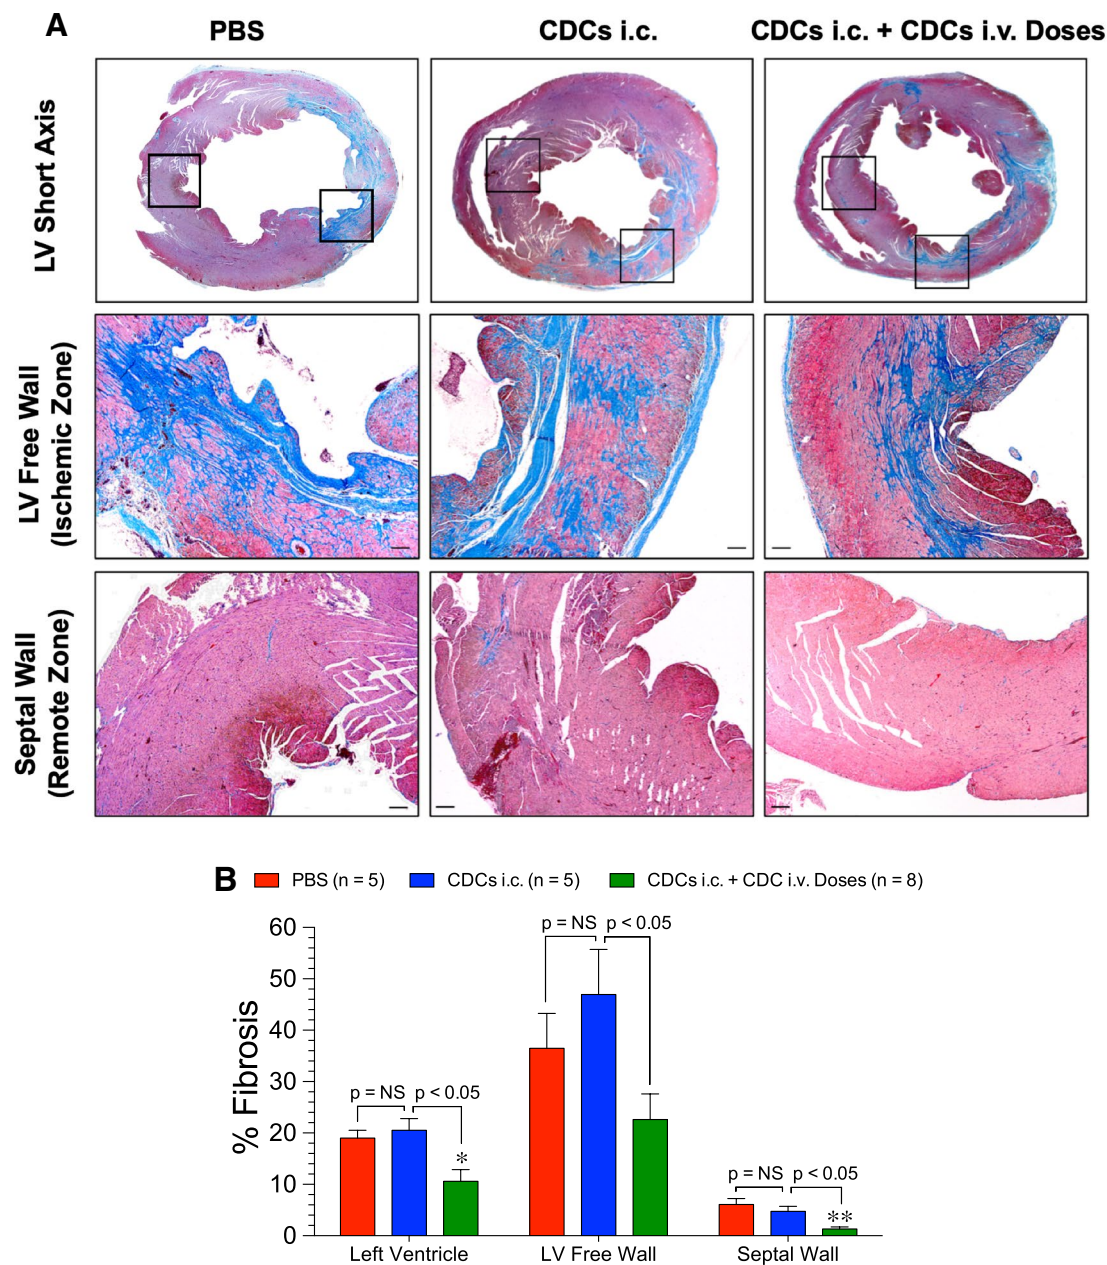 A
PBS
CDCs i.c.
CDCs i.c. + CDCs i.v. Doses
LV Short Axis
LV Free Wall
(Ischemic Zone)
Septal Wall
(Remote Zone)
B
PBS (n = 5)
CDCs i.c. (n = 5)
CDCs i.c. + CDC i.v. Doses (n = 8)
% Fibrosis
60
50
40
30
20
10
0
p = NS
p < 0.05
*
p = NS
p < 0.05
p = NS
p < 0.05
**
Left Ventricle
LV Free Wall
Septal Wall